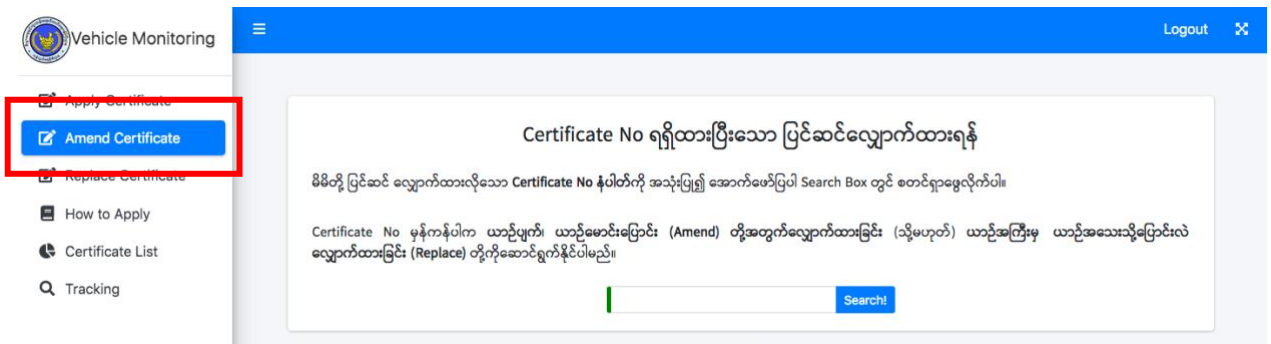 Vehicle Monitoring
Logout
Apply Certificate
Amend Certificate
Replace Certificate
How to Apply
Certificate List
Tracking
Certificate No ရရှိထားပြီးသော ပြင်ဆင်လျှောက်ထားရန်
မိမိတို့ ပြင်ဆင် လျှောက်ထားလိုသော Certificate No နံပါတ်ကို အသုံးပြု၍ အောက်ဖော်ပြပါ Search Box တွင် စတင်ရှာဖွေလိုက်ပါ။
Certificate No မှန်ကန်ပါက ယာဉ်ပျက်၊ ယာဉ်မောင်းပြောင်း (Amend) တို့အတွက်လျှောက်ထားခြင်း (သို့မဟုတ်) ယာဉ်အကြီးမှ ယာဉ်အသေးသို့ပြောင်းလဲ
လျှောက်ထားခြင်း (Replace) တို့ကိုဆောင်ရွက်နိုင်ပါမည်။
Search!